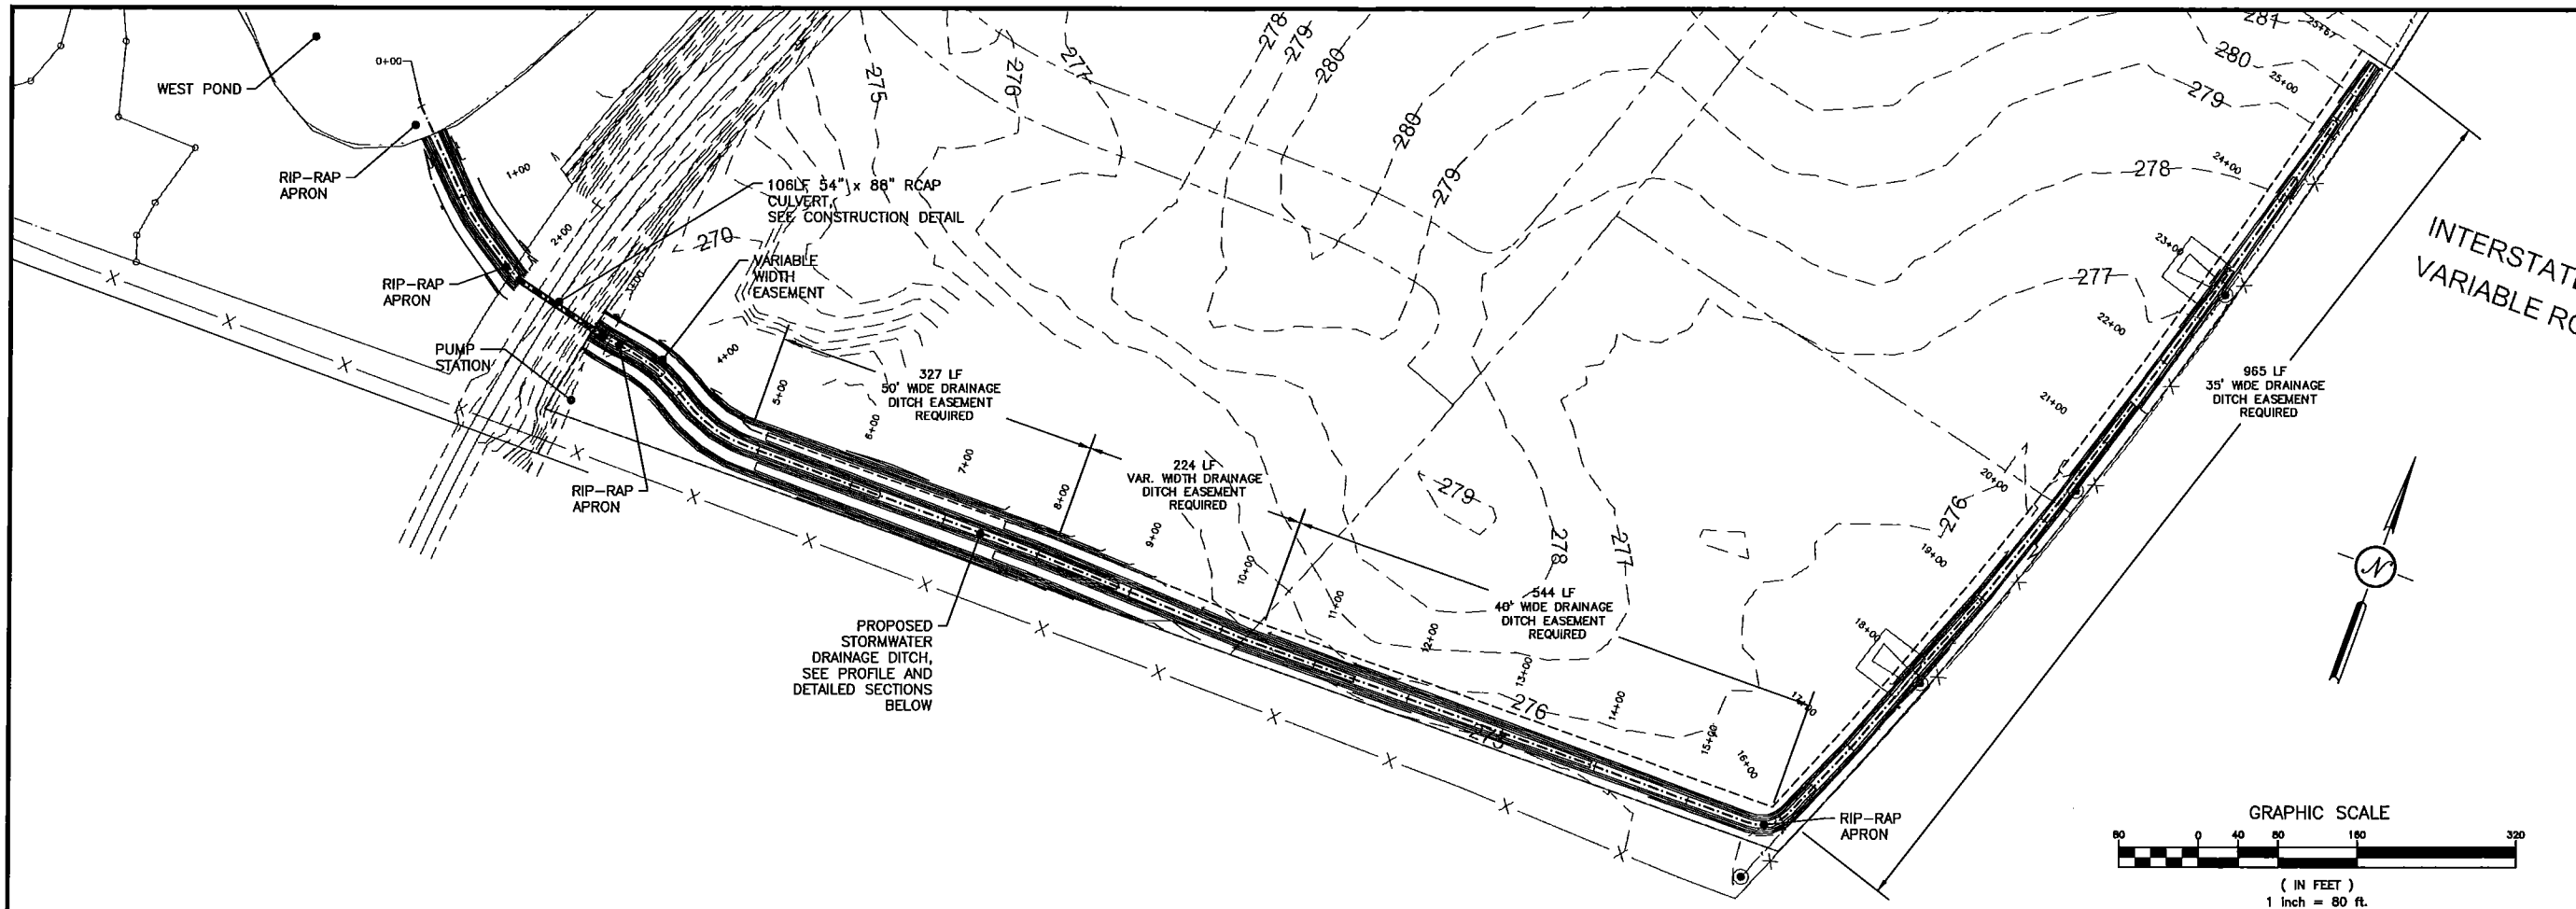 WEST POND
0+00
RIP-RAP
APRON
1+00
2+00
106LF 54" x 88" RCAP
CULVERT,
SEE CONSTRUCTION DETAIL
270
VARIABLE
WIDTH
EASEMENT
RIP-RAP
APRON
PUMP
STATION
RIP-RAP
APRON
4+00
5+00
6+00
7+00
8+00
9+00
10+00
11+00
12+00
13+00
14+00
15+00
16+00
17+00
18+00
19+00
20+00
21+00
22+00
23+00
24+00
25+00
25+67
327 LF
50' WIDE DRAINAGE
DITCH EASEMENT
REQUIRED
224 LF
VAR. WIDTH DRAINAGE
DITCH EASEMENT
REQUIRED
544 LF
40' WIDE DRAINAGE
DITCH EASEMENT
REQUIRED
965 LF
35' WIDE DRAINAGE
DITCH EASEMENT
REQUIRED
PROPOSED
STORMWATER
DRAINAGE DITCH,
SEE PROFILE AND
DETAILED SECTIONS
BELOW
RIP-RAP
APRON
275
276
277
278
279
280
280
279
281
280
279
278
277
276
279
278
277
276
275
INTERSTATE
VARIABLE RO
N
GRAPHIC SCALE
80 0 40 80 160 320
( IN FEET )
1 inch = 80 ft.